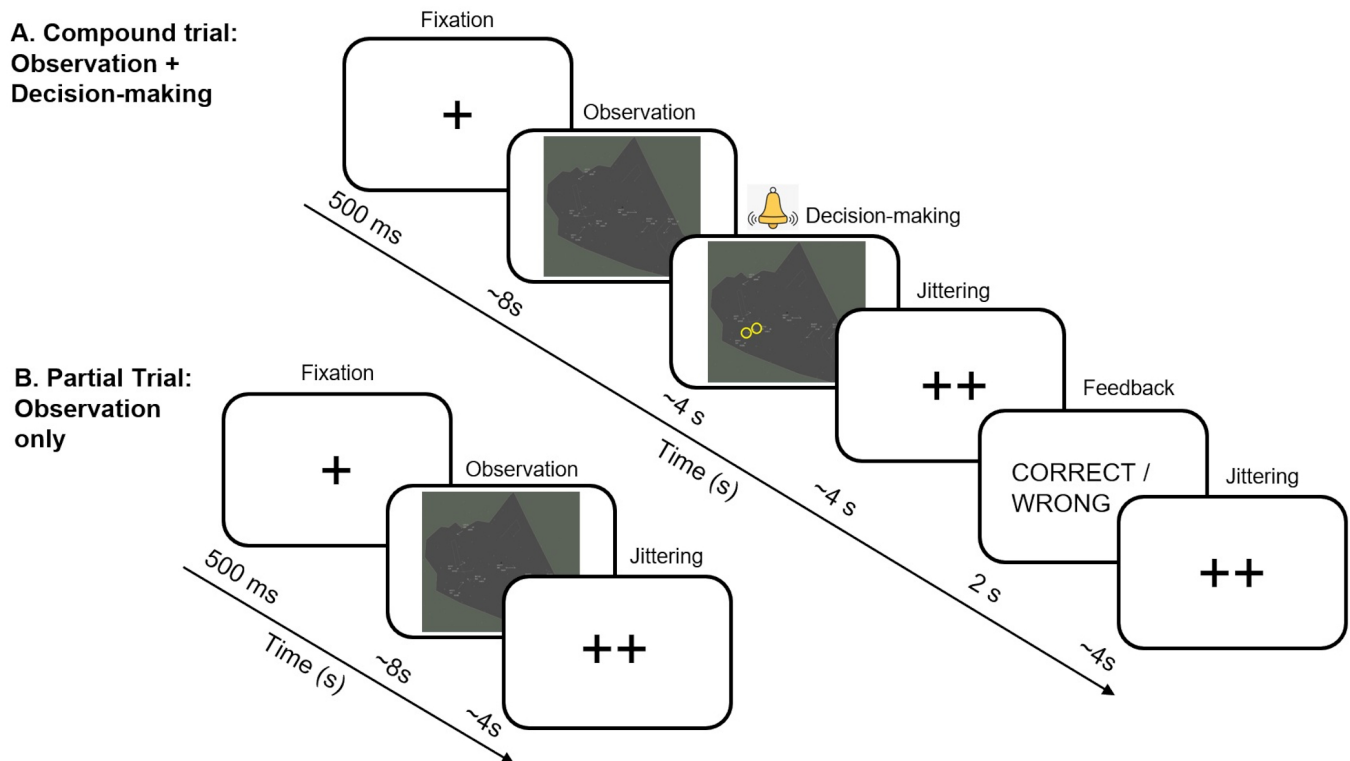 A. Compound trial:
Observation +
Decision-making
Fixation
+
Observation
Decision-making
Jittering
++
Feedback
CORRECT /
WRONG
Jittering
++
500 ms
~8s
~4 s
Time (s)
~4 s
2 s
~4s
B. Partial Trial:
Observation
only
Fixation
+
Observation
Jittering
++
500 ms
Time (s)
~8s
~4s